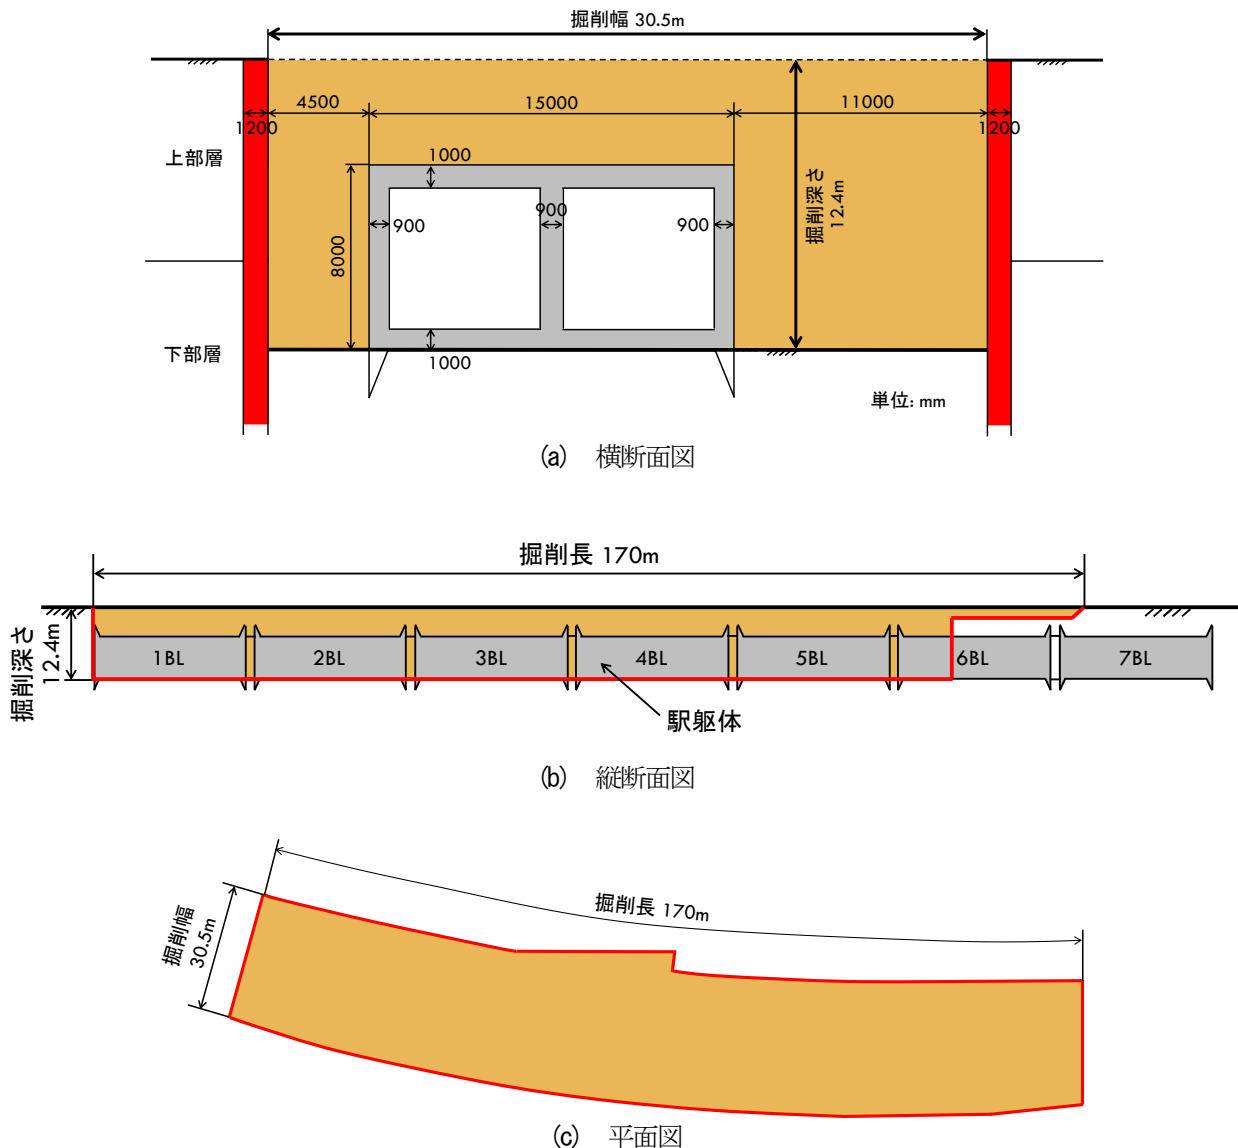 掘削幅 30.5m
4500
15000
11000
1200
1200
上部層
1000
掘削深さ
12.4m
900
900
900
8000
下部層
1000
単位: mm
(a) 横断面図
掘削長 170m
掘削深さ
12.4m
1BL
2BL
3BL
4BL
5BL
6BL
7BL
駅躯体
(b) 縦断面図
掘削長 170m
掘削幅
30.5m
(c) 平面図